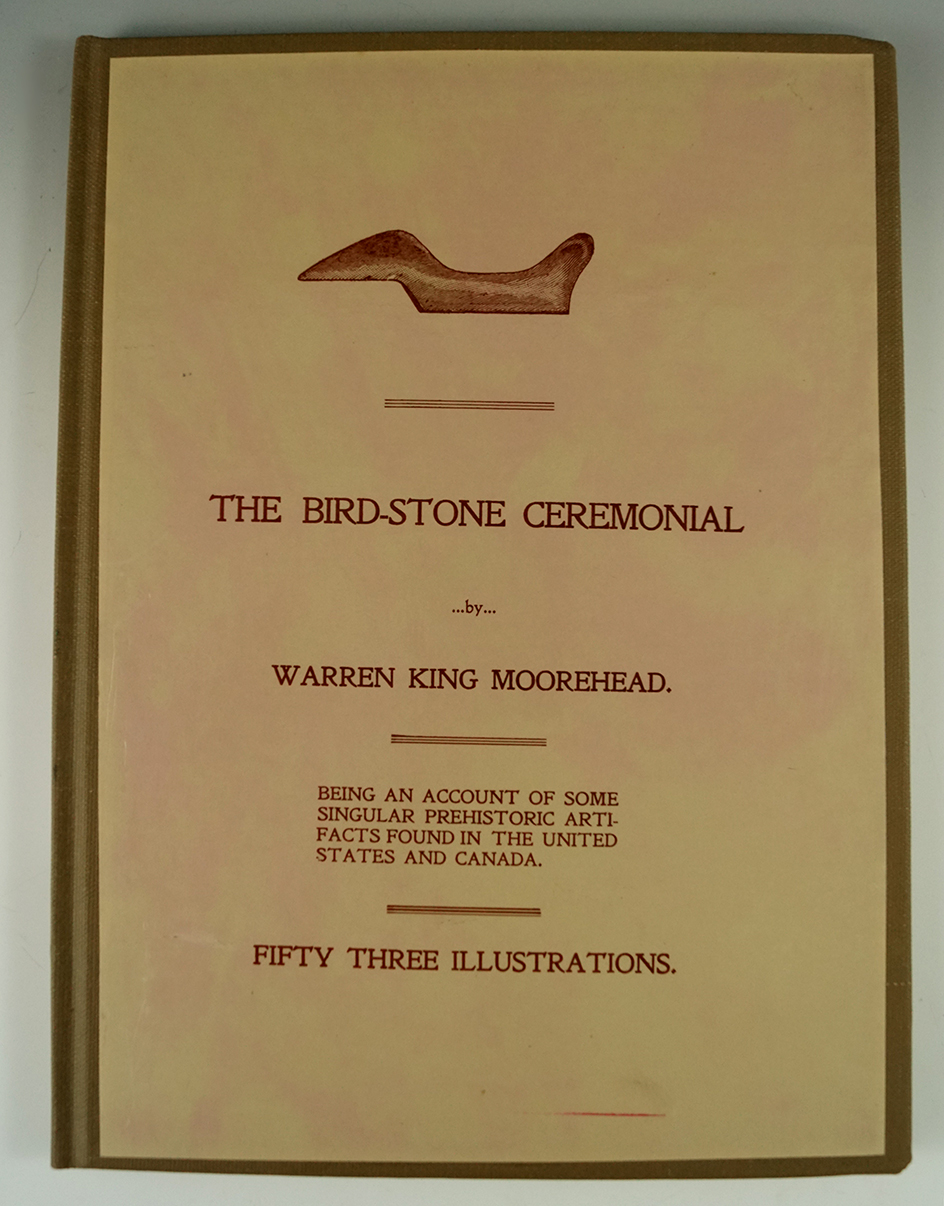 THE BIRD-STONE CEREMONIAL
...by...
WARREN KING MOOREHEAD.
BEING AN ACCOUNT OF SOME
SINGULAR PREHISTORIC ARTI-
FACTS FOUND IN THE UNITED
STATES AND CANADA.
FIFTY THREE ILLUSTRATIONS.